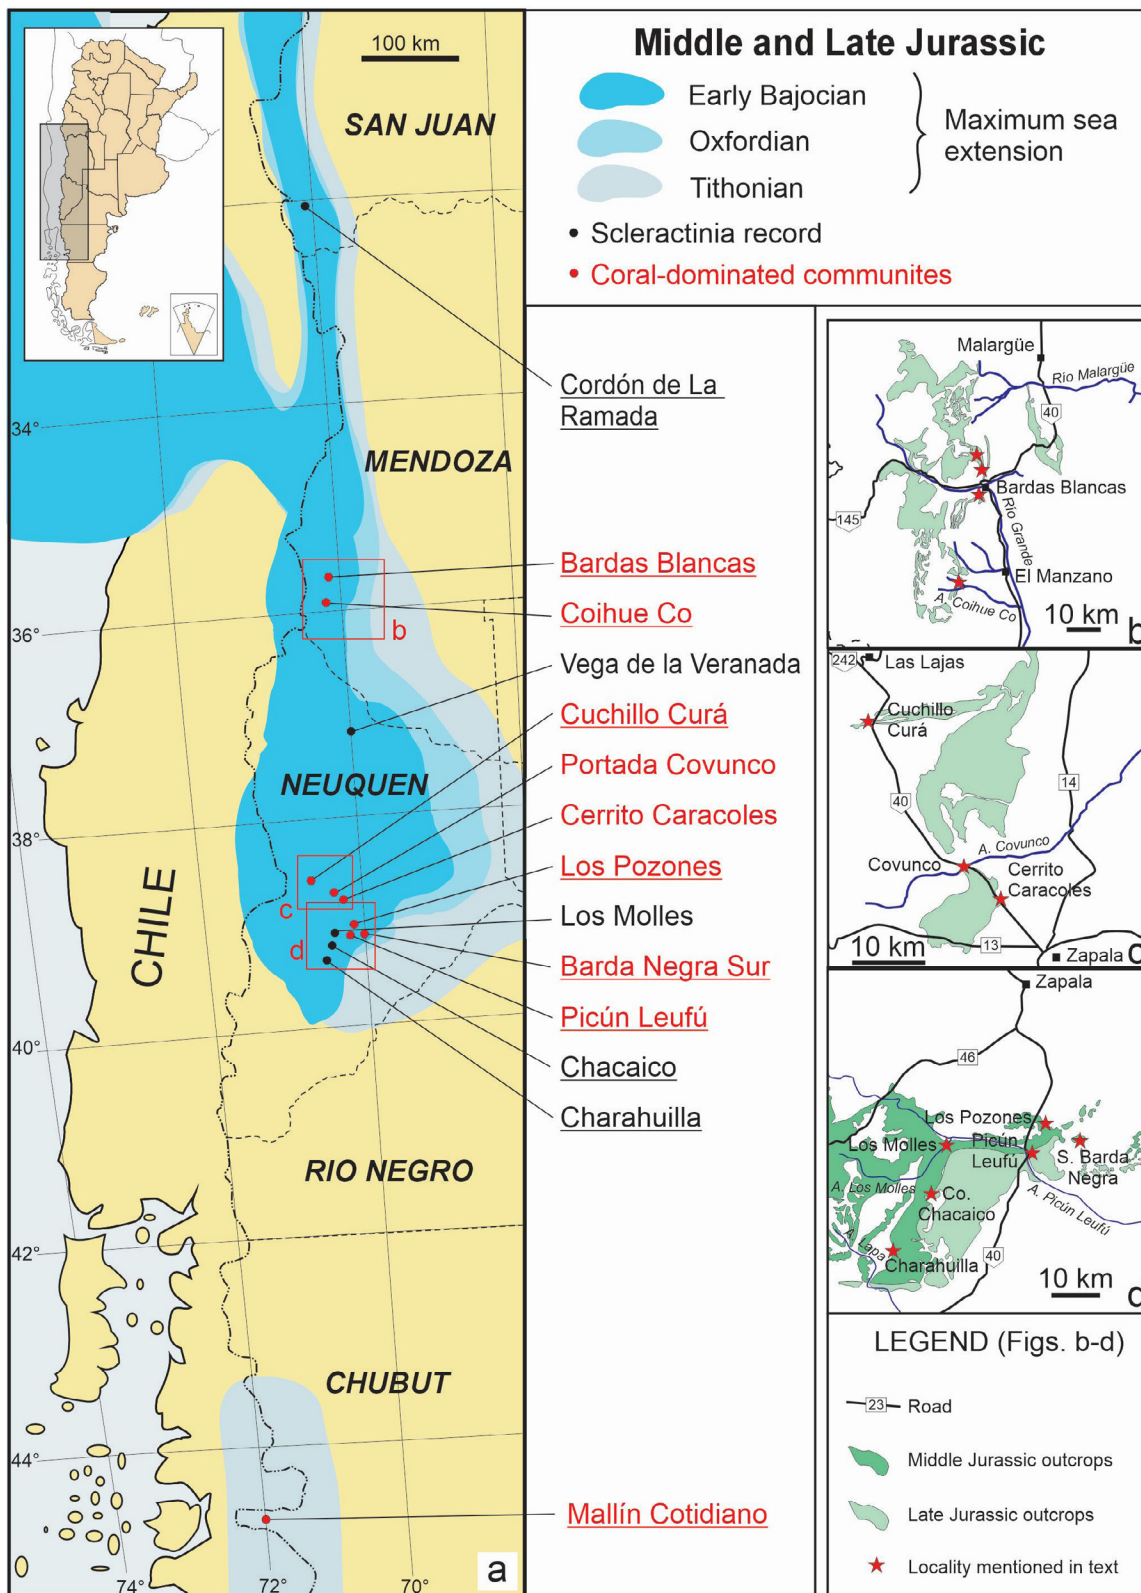 100 km
SAN JUAN
34°
MENDOZA
36°
b
NEUQUEN
38°
c
d
CHILE
40°
RIO NEGRO
42°
CHUBUT
44°
74°
72°
70°
a
Middle and Late Jurassic
Early Bajocian
Oxfordian
Tithonian
Maximum sea
extension
Scleractinia record
Coral-dominated communites
Cordón de La
Ramada
Bardas Blancas
Coihue Co
Vega de la Veranada
Cuchillo Curá
Portada Covunco
Cerrito Caracoles
Los Pozones
Los Molles
Barda Negra Sur
Picún Leufú
Chacaico
Charahuilla
Mallín Cotidiano
Malargüe
Río Malargüe
40
Bardas Blancas
145
Río Grande
El Manzano
A. Coihue Co
10 km
b
242
Las Lajas
Cuchillo
Curá
14
40
A. Covunco
Covunco
Cerrito
Caracoles
10 km
13
Zapala
c
Zapala
46
Los Pozones
Los Molles
Picún
Leufú
S. Barda
Negra
A. Los Molles
Co.
Chacaico
A. Picún Leufú
A. Lapa
Charahuilla
40
10 km
d
LEGEND (Figs. b-d)
23
Road
Middle Jurassic outcrops
Late Jurassic outcrops
Locality mentioned in text